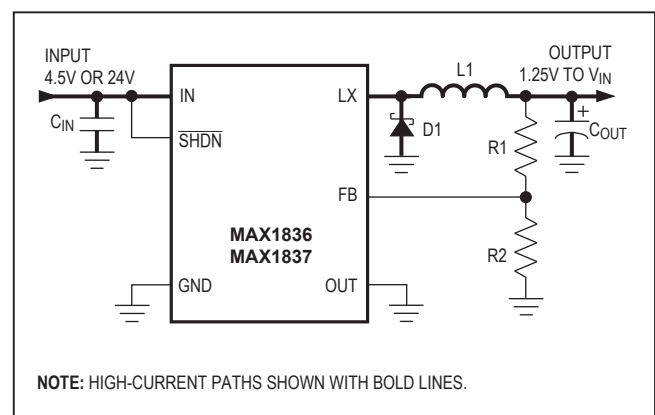 INPUT
4.5V OR 24V
OUTPUT
1.25V TO VIN
L1
IN
LX
CIN
SHDN
D1
R1
COUT
+
FB
MAX1836
MAX1837
R2
GND
OUT
NOTE: HIGH-CURRENT PATHS SHOWN WITH BOLD LINES.